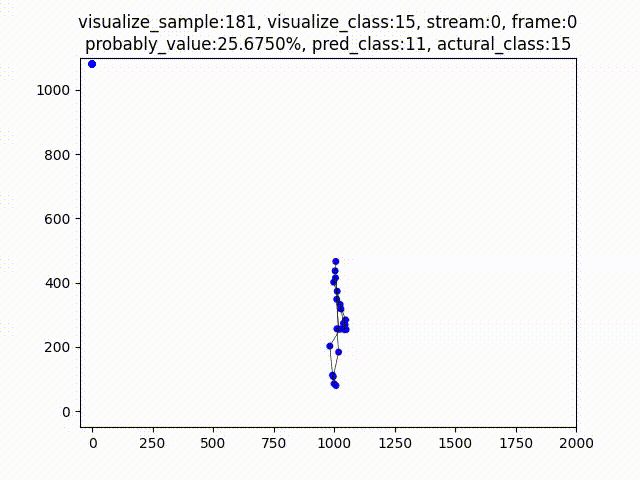 visualize_sample:181, visualize_class:15, stream:0, frame:0
probably_value:25.6750%, pred_class:11, actural_class:15
1000
800
600
400
200
0
0 250 500 750 1000 1250 1500 1750 2000